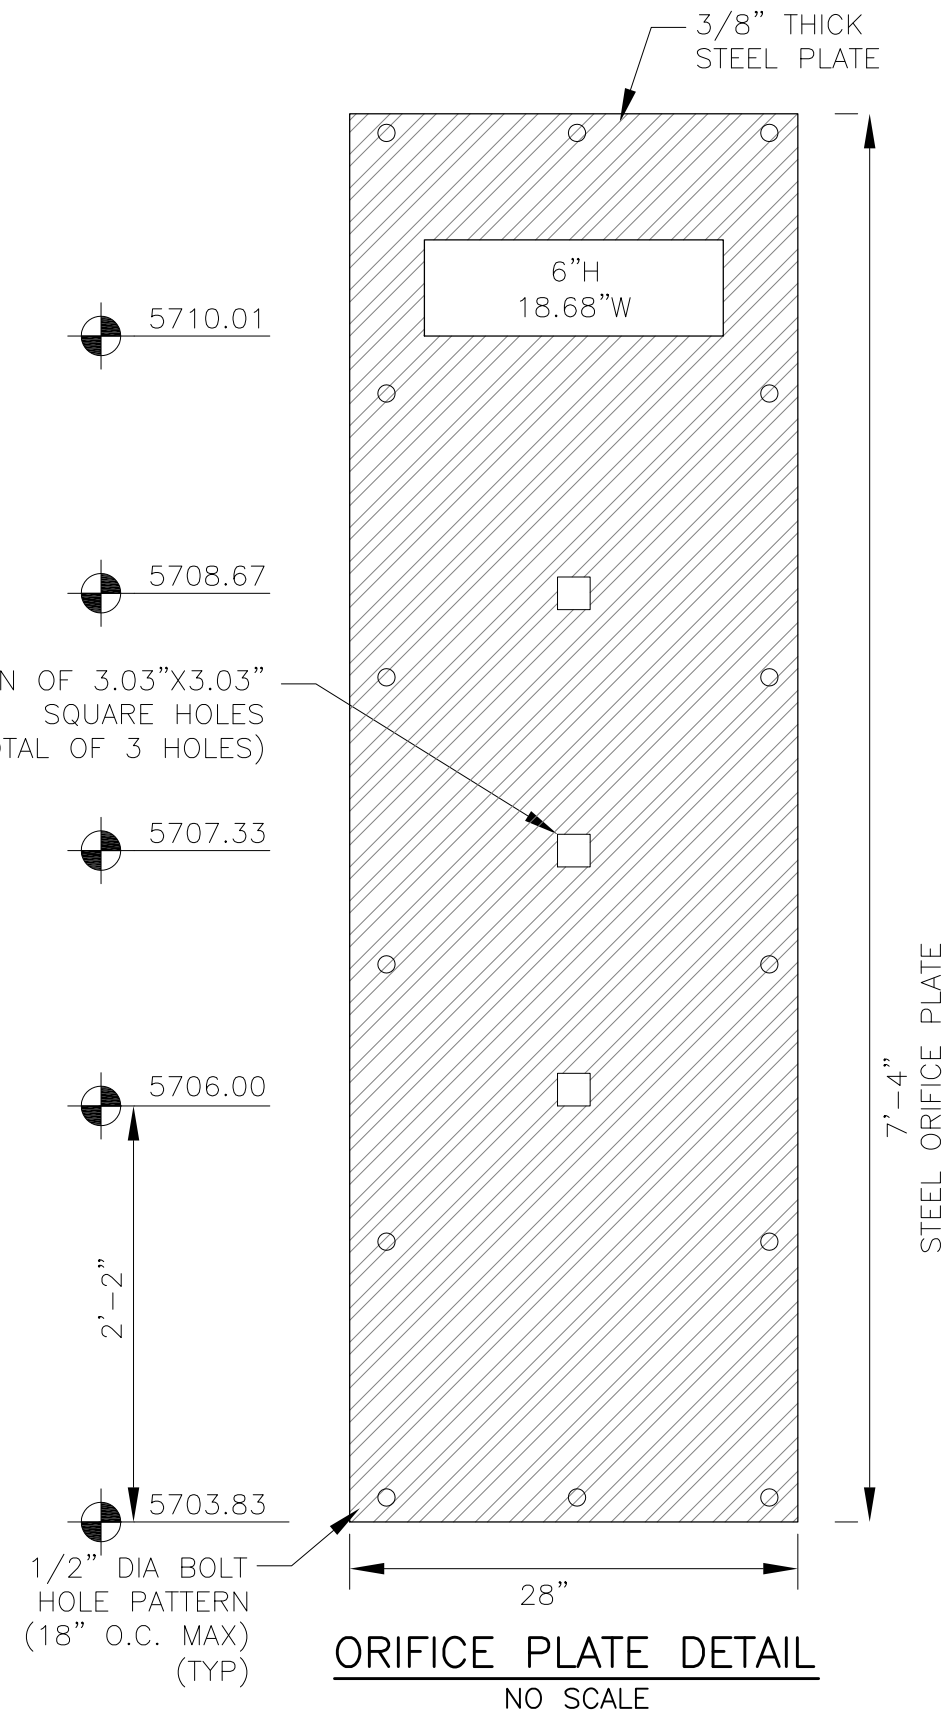 3/8" THICK
STEEL PLATE
6"H
18.68"W
5710.01
5708.67
OF 3.03"X3.03"
SQUARE HOLES
OF 3 HOLES)
5707.33
5706.00
2'-2"
7'-4"
STEEL ORIFICE PLATE
5703.83
1/2" DIA BOLT
HOLE PATTERN
(18" O.C. MAX)
(TYP)
28"
ORIFICE PLATE DETAIL
NO SCALE